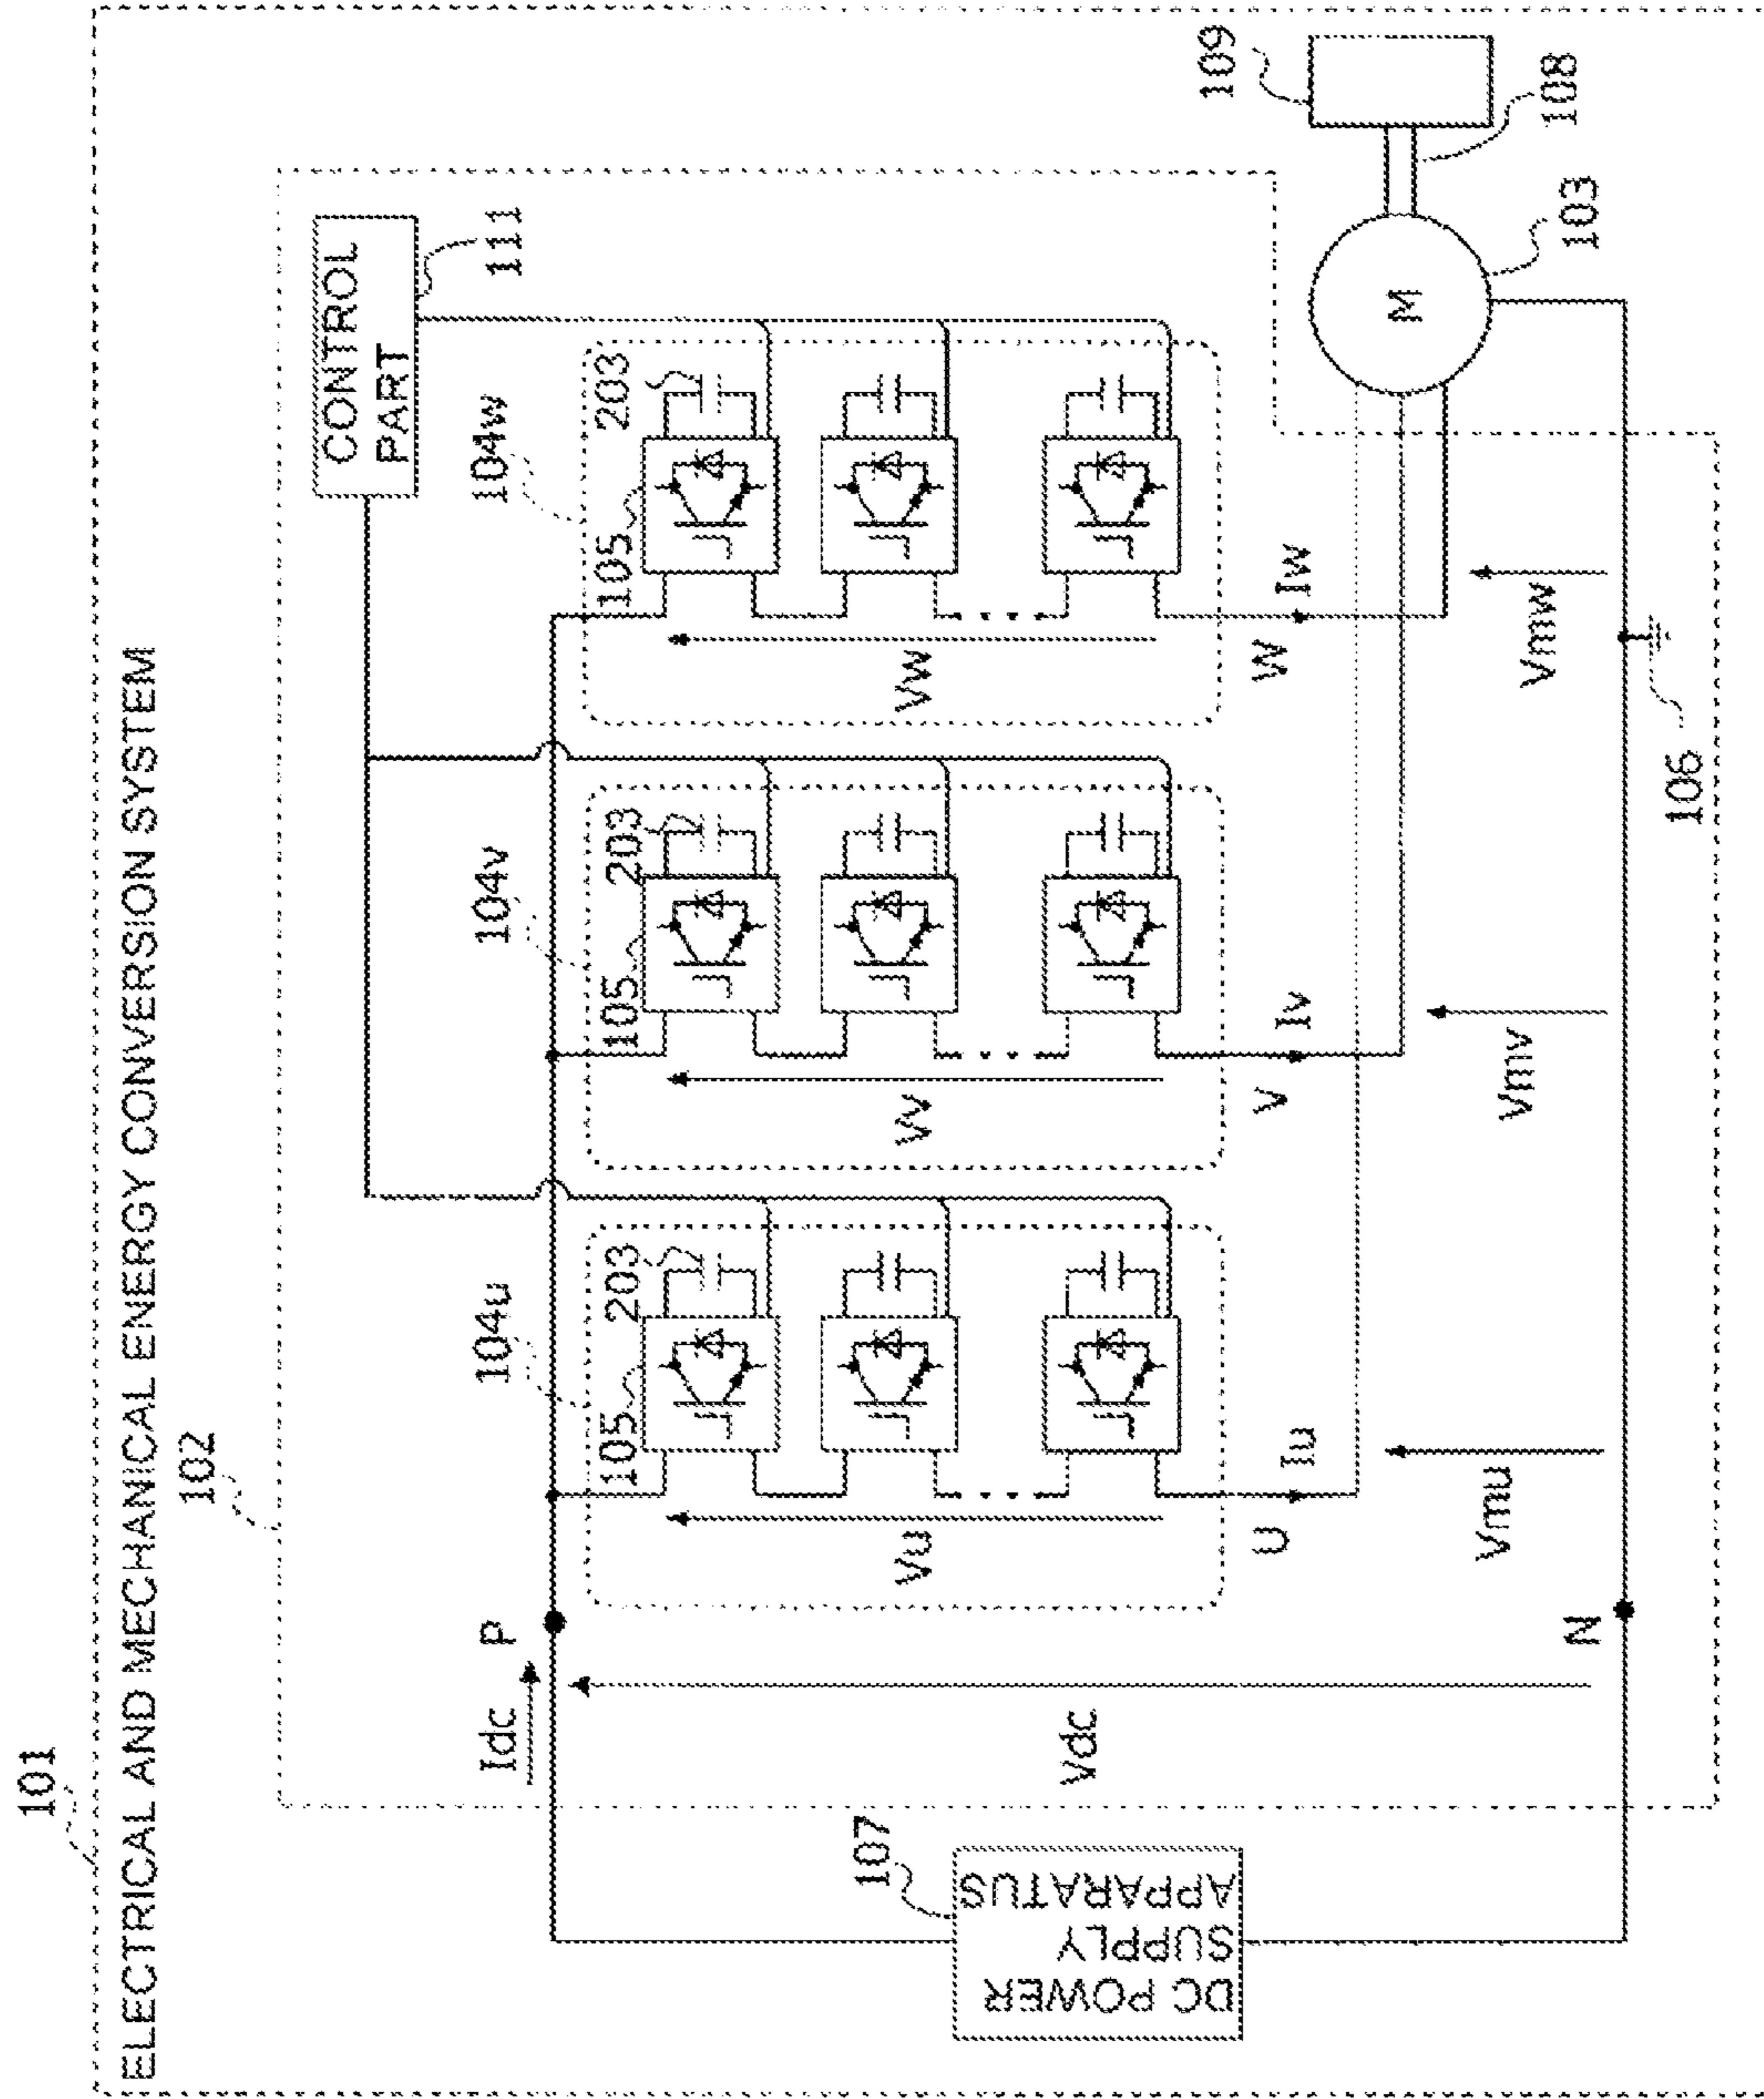 101
ELECTRICAL AND MECHANICAL ENERGY CONVERSION SYSTEM
102
CONTROL
PART
111
104u
104v
104w
Idc
P
105
203
105
203
105
203
109
107
DC POWER
SUPPLY
APPARATUS
Vdc
Vu
Vv
Vw
U
Iu
V
Iv
W
Iw
M
108
103
Vmu
Vmv
Vmw
N
106